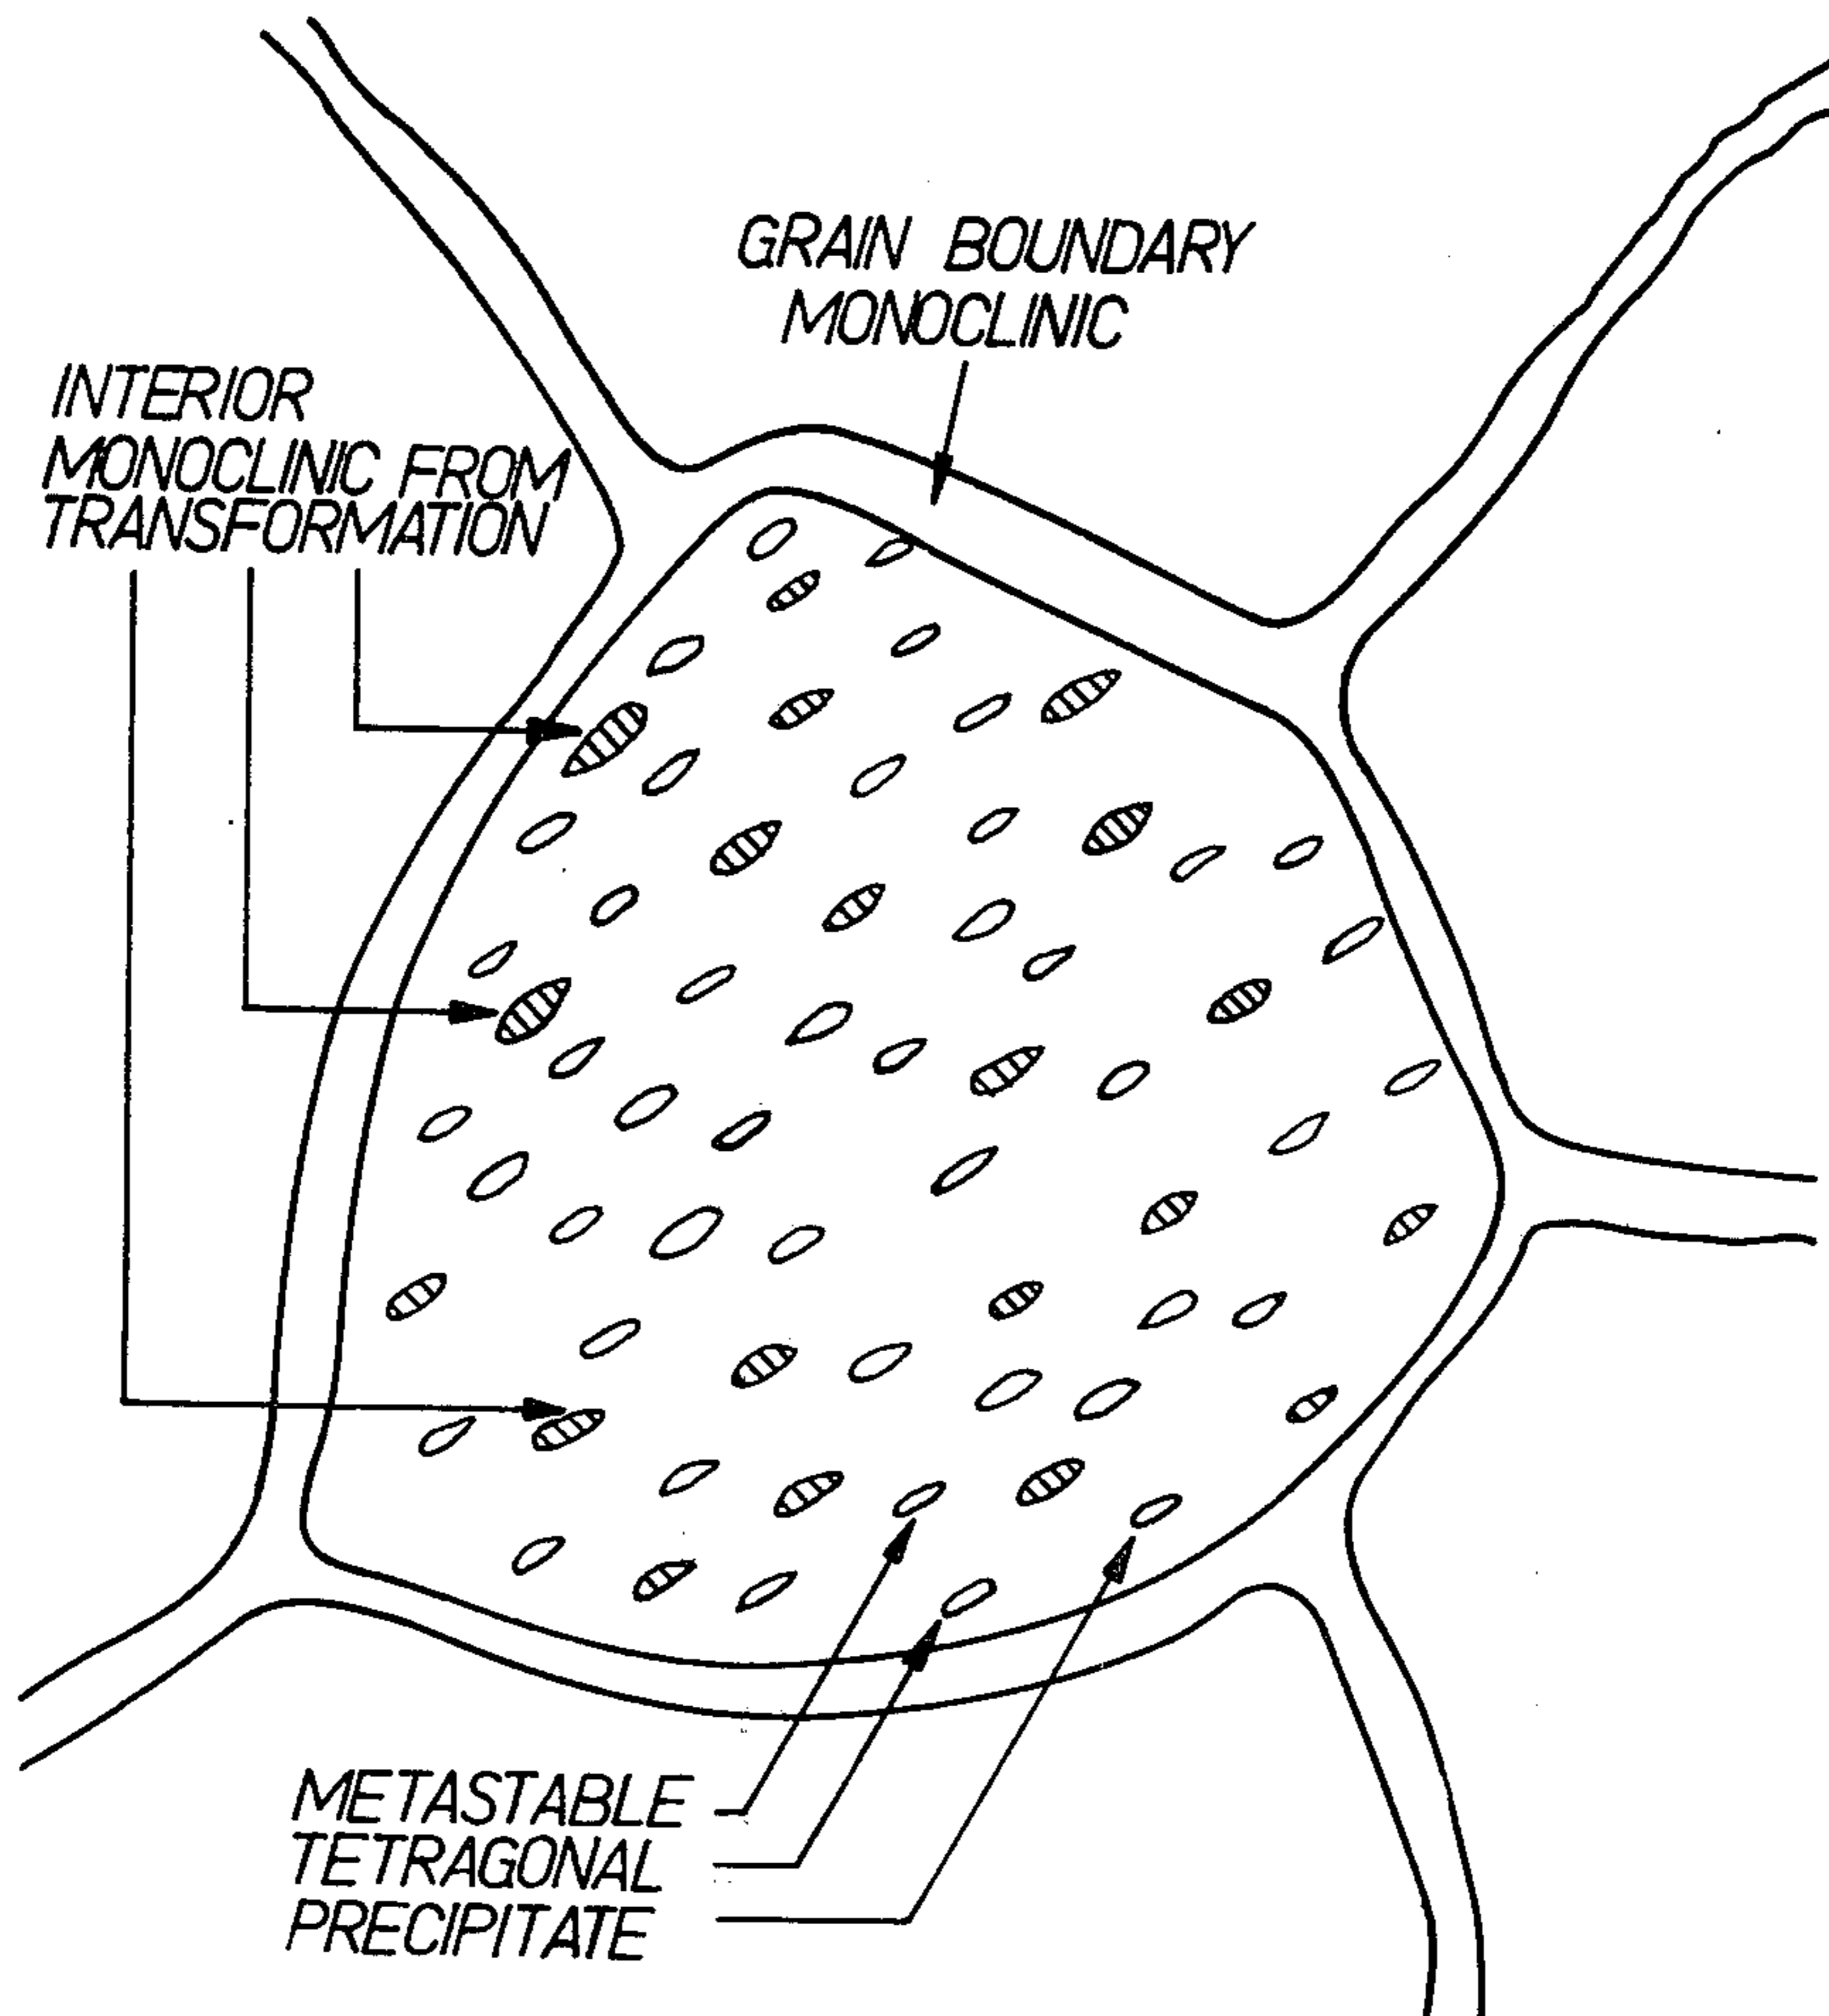 GRAIN BOUNDARY
MONOCLINIC
INTERIOR
MONOCLINIC FROM
TRANSFORMATION
METASTABLE
TETRAGONAL
PRECIPITATE